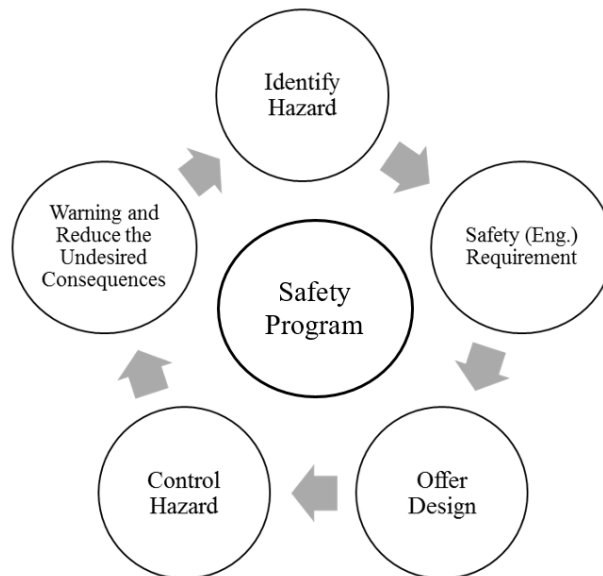 Identify
Hazard
Safety (Eng.)
Requirement
Offer
Design
Control
Hazard
Warning and
Reduce the
Undesired
Consequences
Safety
Program